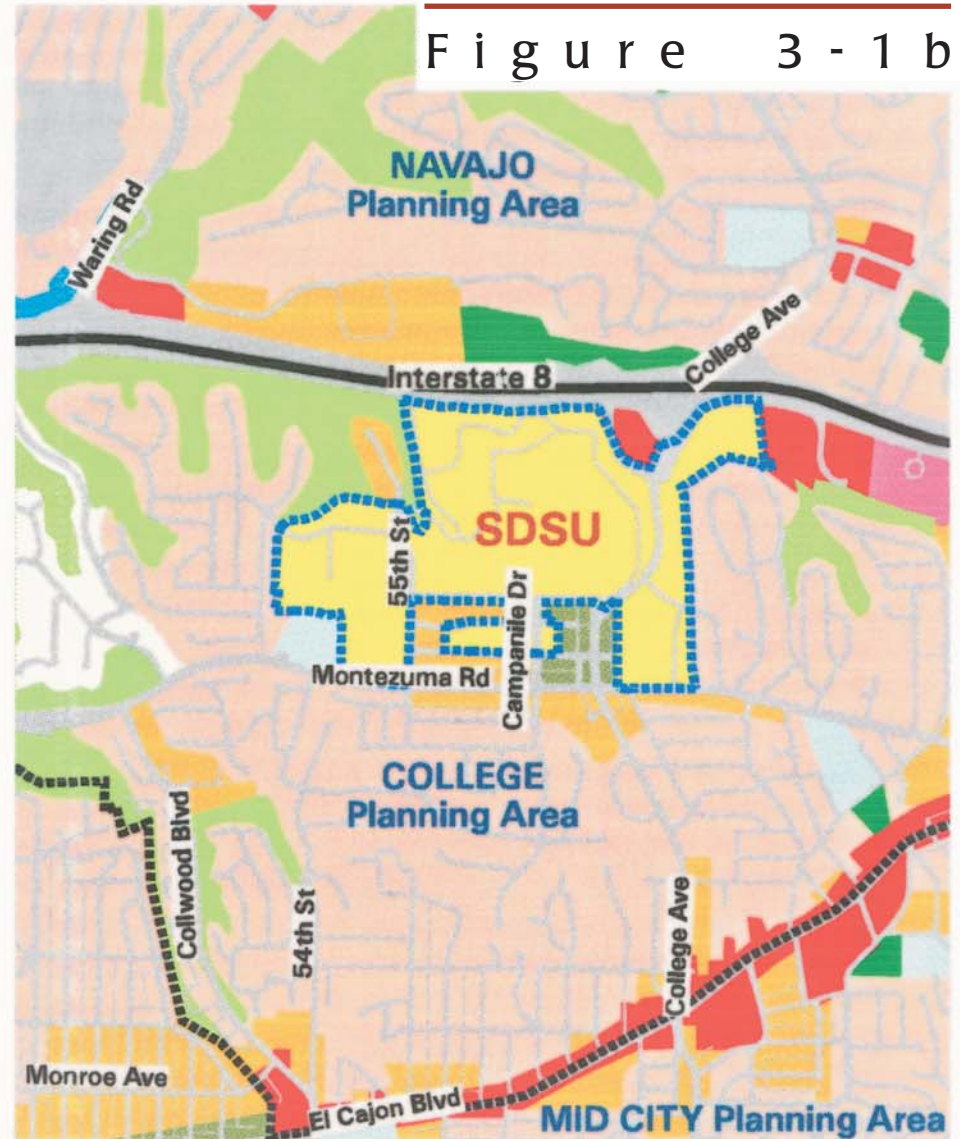 Figure 3-1b
NAVAJO
Planning Area
Waring Rd
College Ave
Interstate 8
SDSU
55th St
Campanile Dr
Montezuma Rd
COLLEGE
Planning Area
Collwood Blvd
54th St
College Ave
Monroe Ave
El Cajon Blvd
MID CITY Planning Area